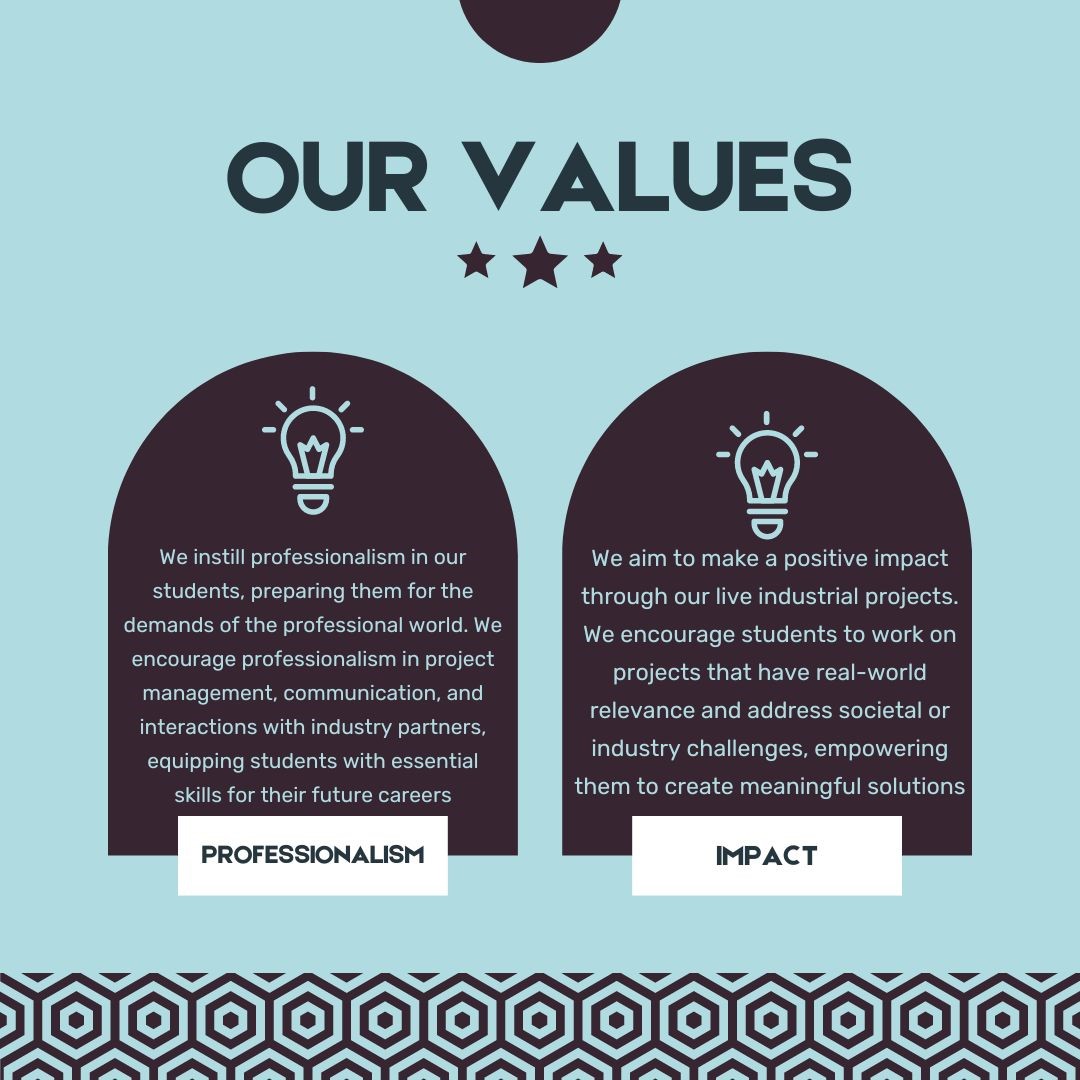 OUR VALUES
We instill professionalism in our
students, preparing them for the
demands of the professional world. We
encourage professionalism in project
management, communication, and
interactions with industry partners,
equipping students with essential
skills for their future careers
PROFESSIONALISM
We aim to make a positive impact
through our live industrial projects.
We encourage students to work on
projects that have real-world
relevance and address societal or
industry challenges, empowering
them to create meaningful solutions
IMPACT